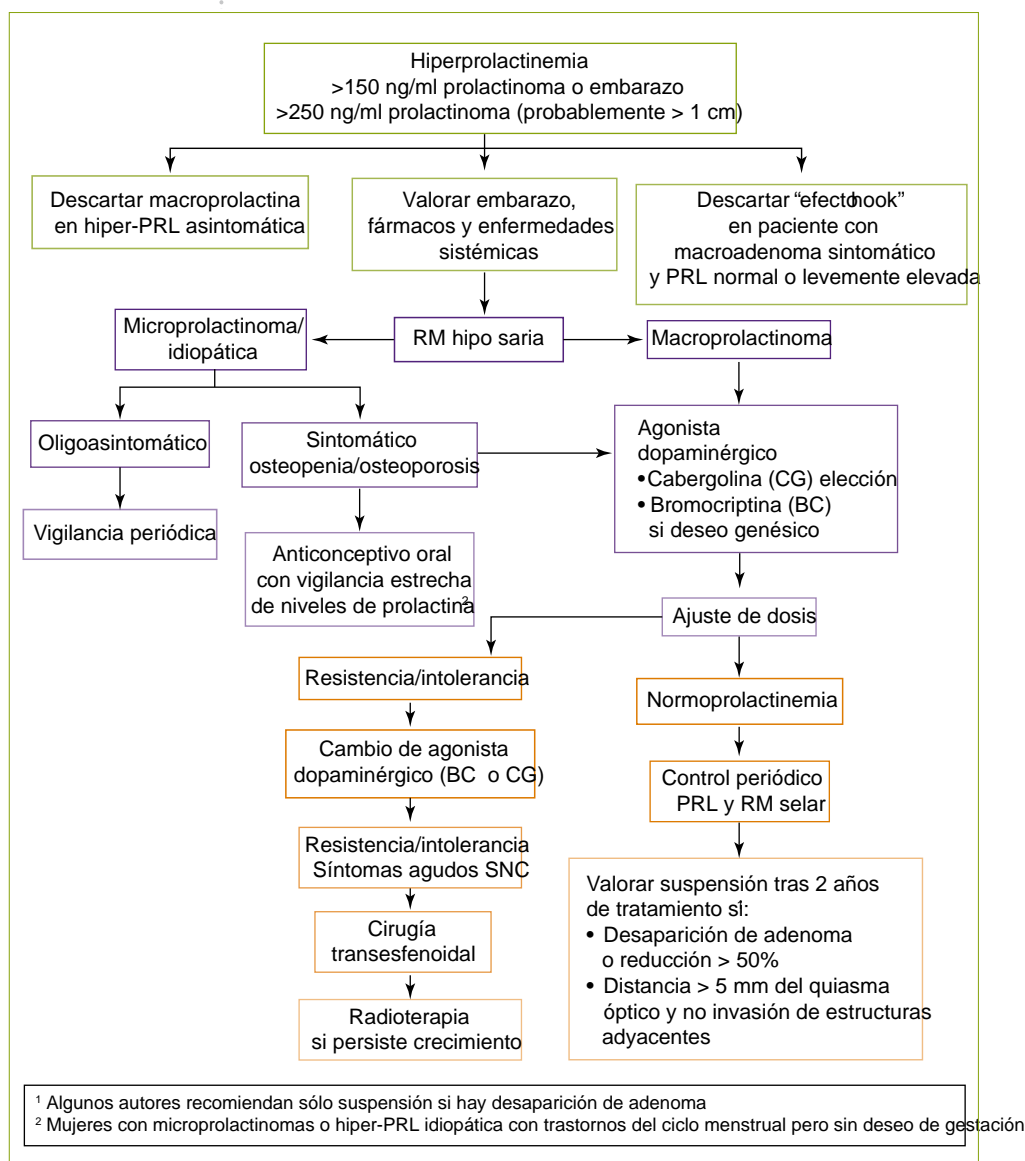 Hiperprolactinemia
>150 ng/ml prolactinoma o embarazo
>250 ng/ml prolactinoma (probablemente > 1 cm)
Descartar macroprolactina
en hiper-PRL asintomática
Valorar embarazo,
fármacos y enfermedades
sistémicas
Descartar “efecto hook”
en paciente con
macroadenoma sintomático
y PRL normal o levemente elevada
Microprolactinoma/
idiopática
RM hipo saria
Macroprolactinoma
Oligoasintomático
Sintomático
osteopenia/osteoporosis
Agonista
dopaminérgico
• Cabergolina (CG) elección
• Bromocriptina (BC)
si deseo genésico
Vigilancia periódica
Anticonceptivo oral
con vigilancia estrecha
de niveles de prolactina2
Ajuste de dosis
Resistencia/intolerancia
Normoprolactinemia
Cambio de agonista
dopaminérgico (BC o CG)
Control periódico
PRL y RM selar
Resistencia/intolerancia
Síntomas agudos SNC
Valorar suspensión tras 2 años
de tratamiento si1:
• Desaparición de adenoma
o reducción > 50%
• Distancia > 5 mm del quiasma
óptico y no invasión de estructuras
adyacentes
Cirugía
transesfenoidal
Radioterapia
si persiste crecimiento
1 Algunos autores recomiendan sólo suspensión si hay desaparición de adenoma
2 Mujeres con microprolactinomas o hiper-PRL idiopática con trastornos del ciclo menstrual pero sin deseo de gestación